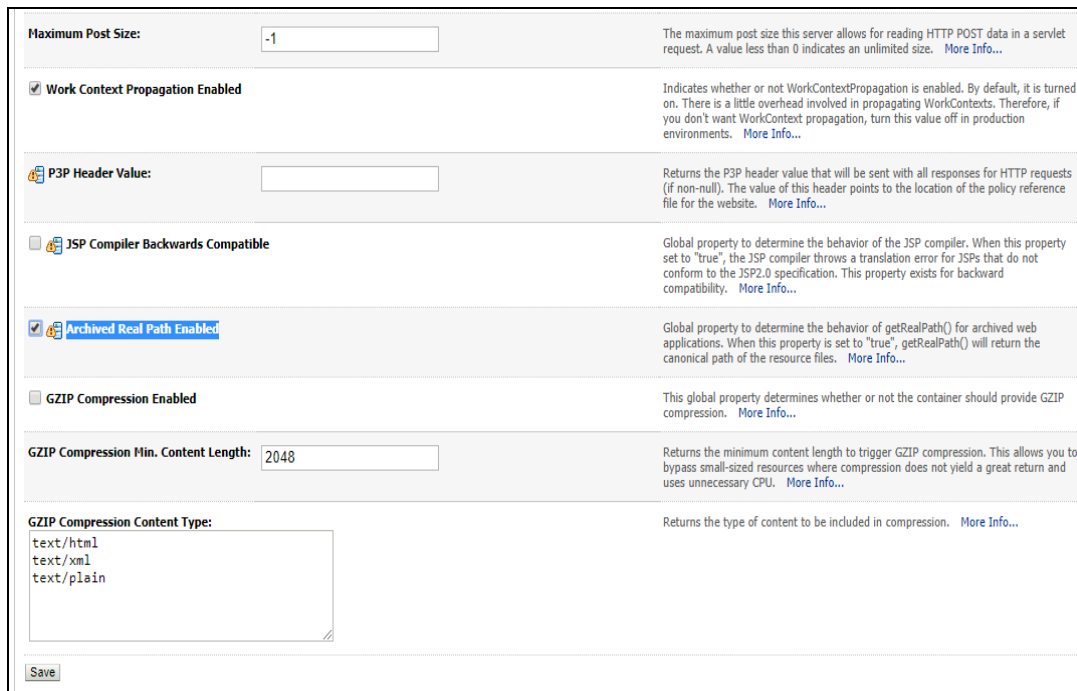 Maximum Post Size:
-1
The maximum post size this server allows for reading HTTP POST data in a servlet
request. A value less than 0 indicates an unlimited size. More Info...
Work Context Propagation Enabled
Indicates whether or not WorkContextPropagation is enabled. By default, it is turned
on. There is a little overhead involved in propagating WorkContexts. Therefore, if
you don't want WorkContext propagation, turn this value off in production
environments. More Info...
P3P Header Value:
Returns the P3P header value that will be sent with all responses for HTTP requests
(if non-null). The value of this header points to the location of the policy reference
file for the website. More Info...
JSP Compiler Backwards Compatible
Global property to determine the behavior of the JSP compiler. When this property
set to "true", the JSP compiler throws a translation error for JSPs that do not
conform to the JSP2.0 specification. This property exists for backward
compatibility. More Info...
Archived Real Path Enabled
Global property to determine the behavior of getRealPath() for archived web
applications. When this property is set to "true", getRealPath() will return the
canonical path of the resource files. More Info...
GZIP Compression Enabled
This global property determines whether or not the container should provide GZIP
compression. More Info...
GZIP Compression Min. Content Length:
2048
Returns the minimum content length to trigger GZIP compression. This allows you to
bypass small-sized resources where compression does not yield a great return and
uses unnecessary CPU. More Info...
GZIP Compression Content Type:
text/html
text/xml
text/plain
Returns the type of content to be included in compression. More Info...
Save